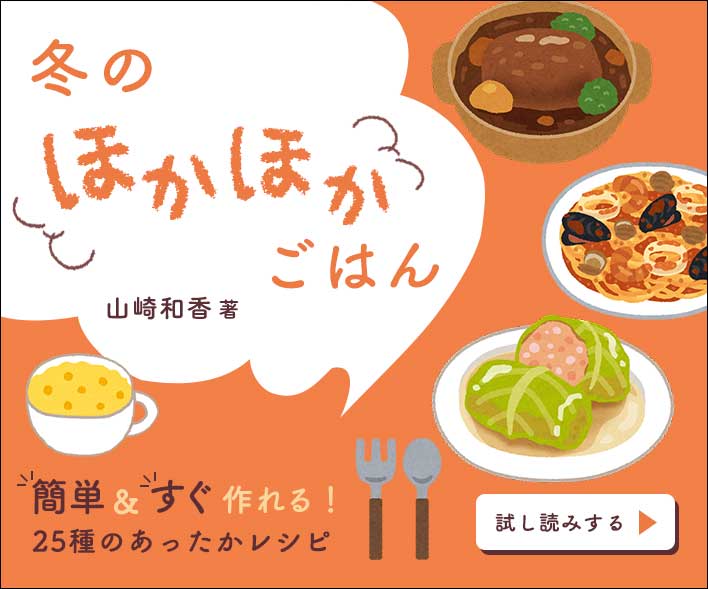 冬の
ほかほか
ごはん
山崎和香 著
簡単 & すぐ 作れる！
25種のあったかレシピ
試し読みする